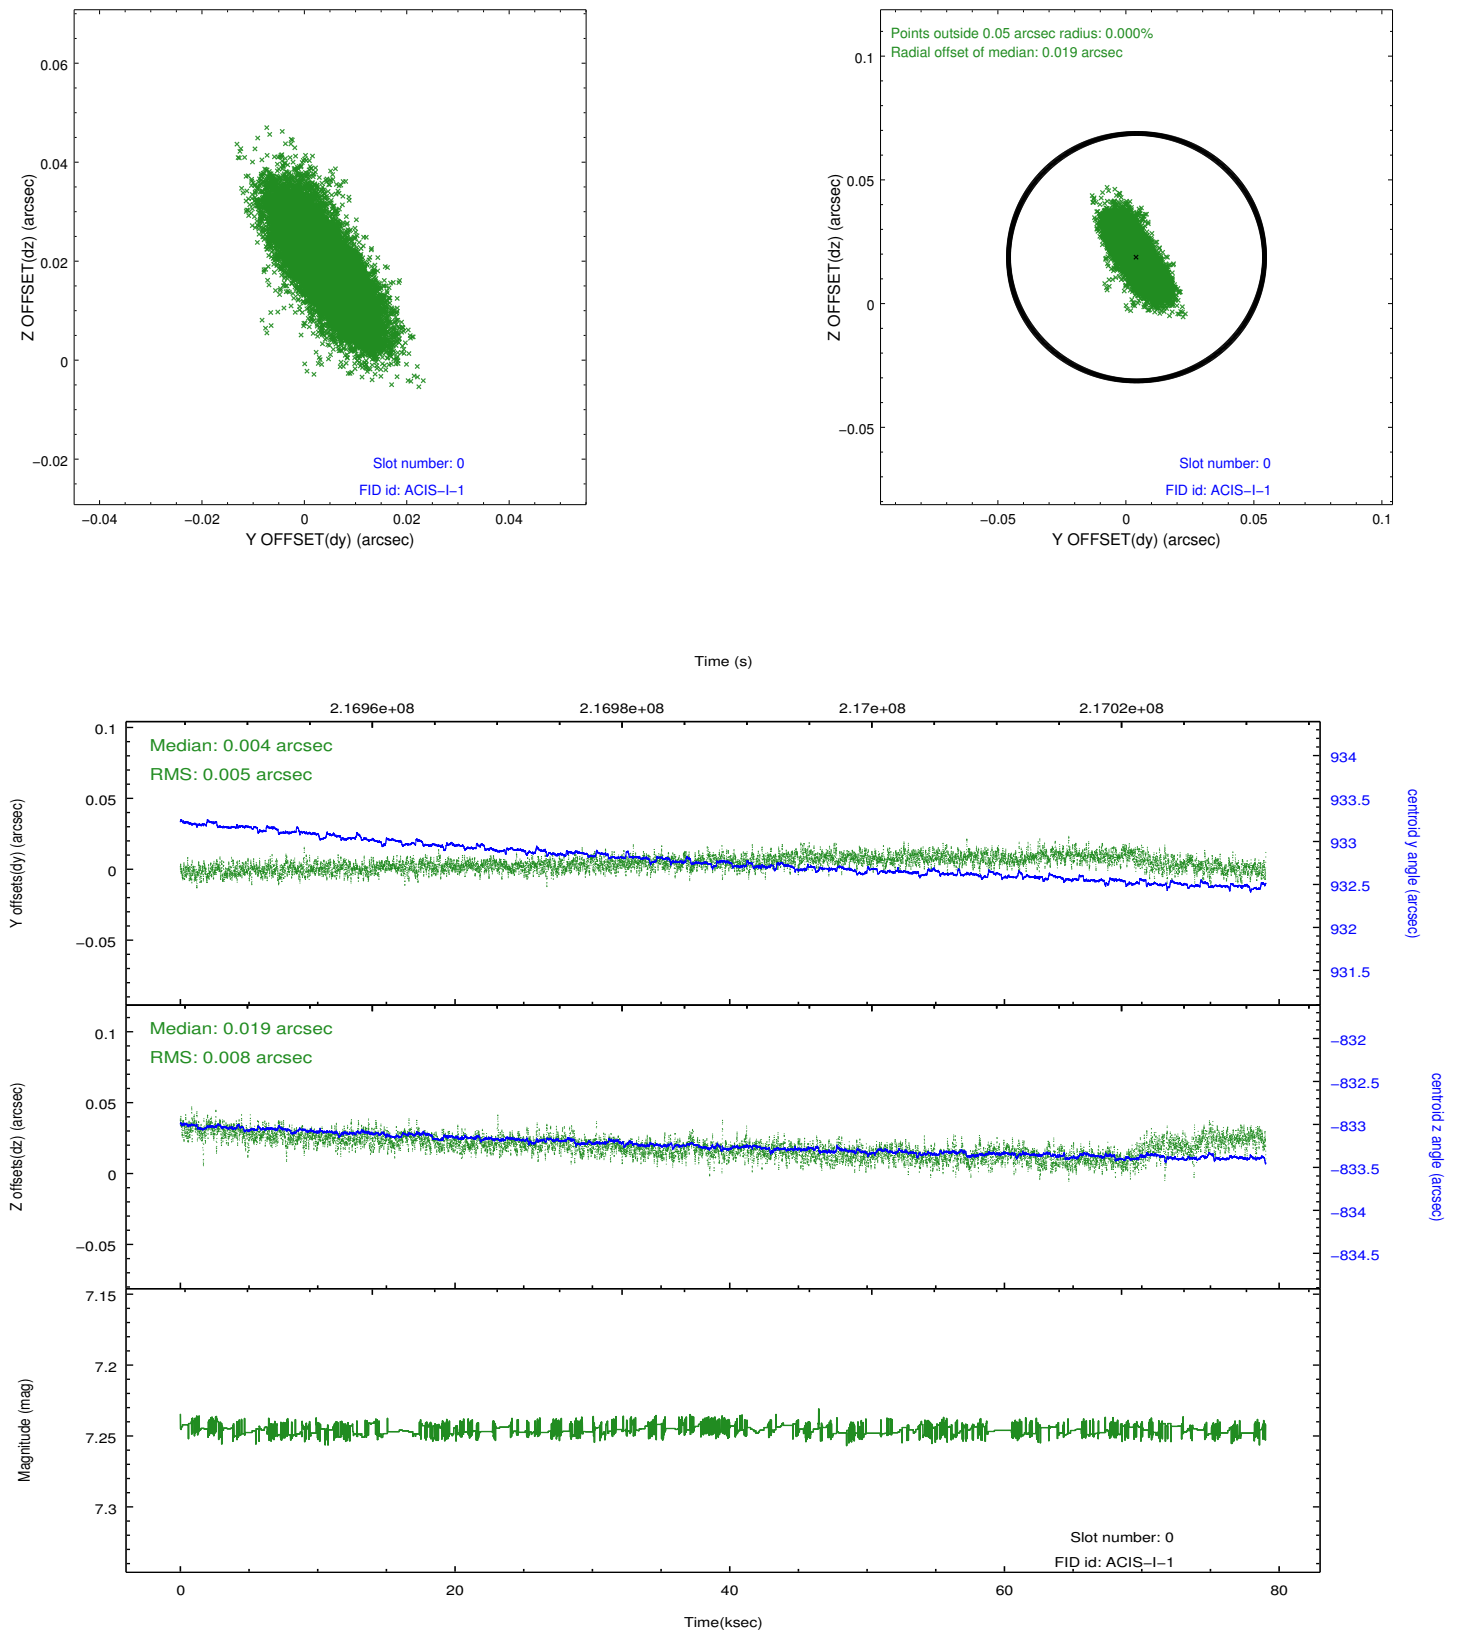 0.06
0.04
0.02
0
−0.02
Z OFFSET(dz) (arcsec)
Slot number: 0
FID id: ACIS−I−1
−0.04 −0.02 0 0.02 0.04
Y OFFSET(dy) (arcsec)
Points outside 0.05 arcsec radius: 0.000%
Radial offset of median: 0.019 arcsec
0.1
0.05
0
−0.05
Z OFFSET(dz) (arcsec)
Slot number: 0
FID id: ACIS−I−1
−0.05 0 0.05 0.1
Y OFFSET(dy) (arcsec)
Time (s)
2.1696e+08 2.1698e+08 2.17e+08 2.1702e+08
Median: 0.004 arcsec
RMS: 0.005 arcsec
0.1
0.05
0
−0.05
Y offsets(dy) (arcsec)
934
933.5
933
932.5
932
931.5
centroid y angle (arcsec)
Median: 0.019 arcsec
RMS: 0.008 arcsec
0.1
0.05
0
−0.05
Z offsets(dz) (arcsec)
−832
−832.5
−833
−833.5
−834
−834.5
centroid z angle (arcsec)
7.15
7.2
7.25
7.3
Magnitude (mag)
Slot number: 0
FID id: ACIS−I−1
0 20 40 60 80
Time(ksec)